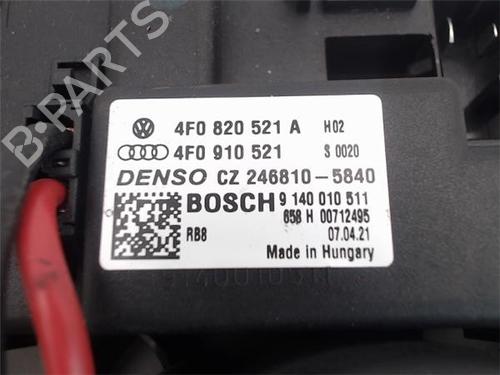 B-PARTS
4F0 820 521 A H02
4F0 910 521 S 0020
DENSO CZ 246810-5840
BOSCH 9 140 010 511
858 H 00712495
RB8 07.04.21
Made in Hungary